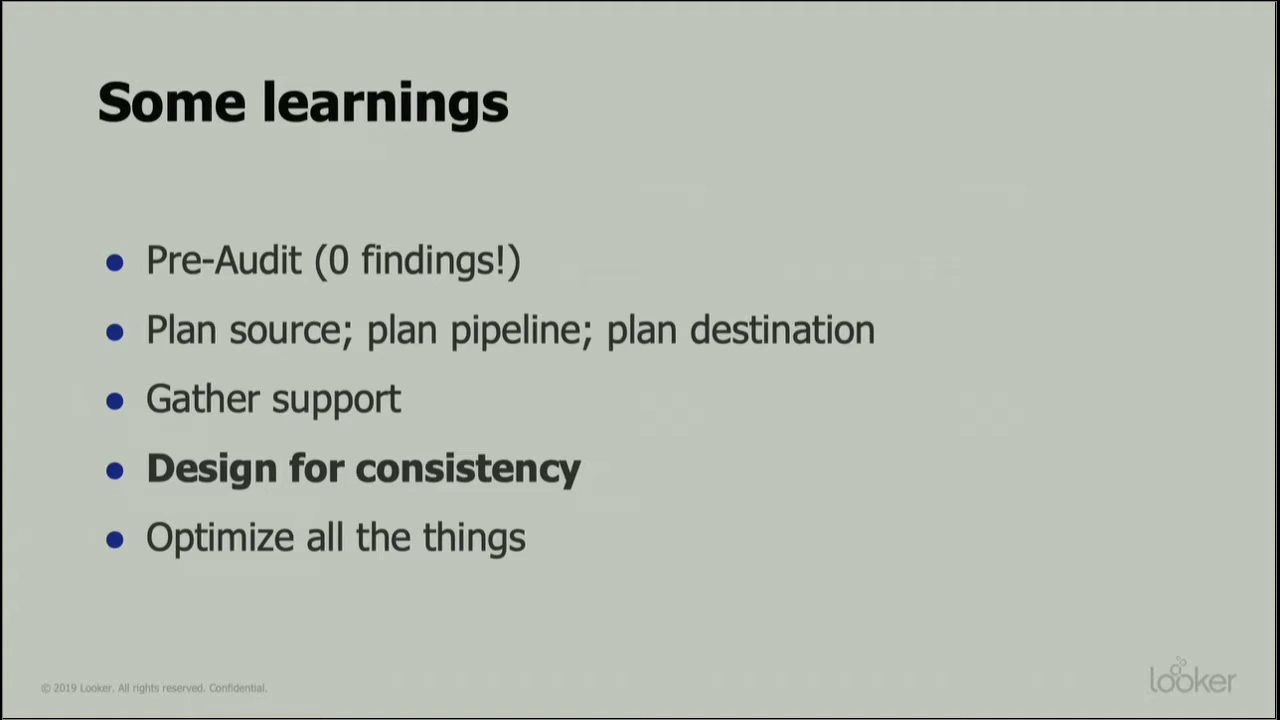 Some learnings
● Pre-Audit (0 findings!)
● Plan source; plan pipeline; plan destination
● Gather support
● Design for consistency
● Optimize all the things
© 2019 Looker. All rights reserved. Confidential.
looker